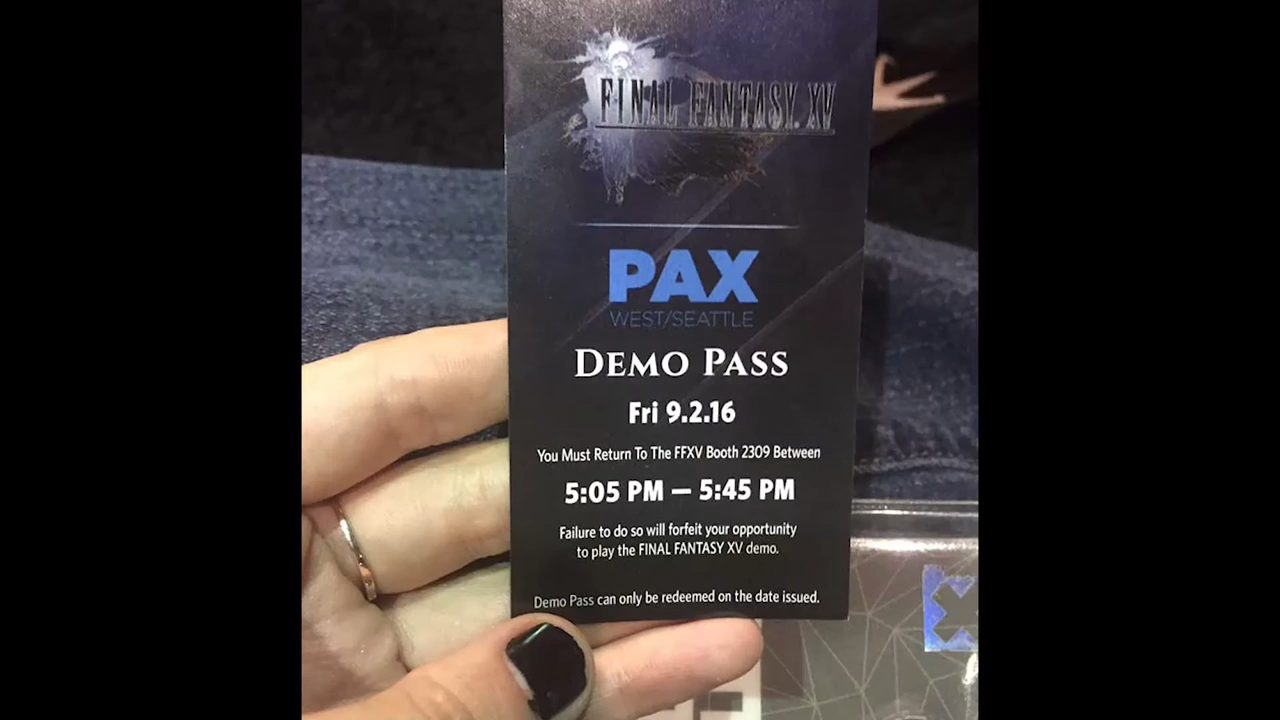 FINAL FANTASY XV
PAX
WEST/SEATTLE
DEMO PASS
Fri 9.2.16
You Must Return To The FFXV Booth 2309 Between
5:05 PM — 5:45 PM
Failure to do so will forfeit your opportunity
to play the FINAL FANTASY XV demo.
Demo Pass can only be redeemed on the date issued.